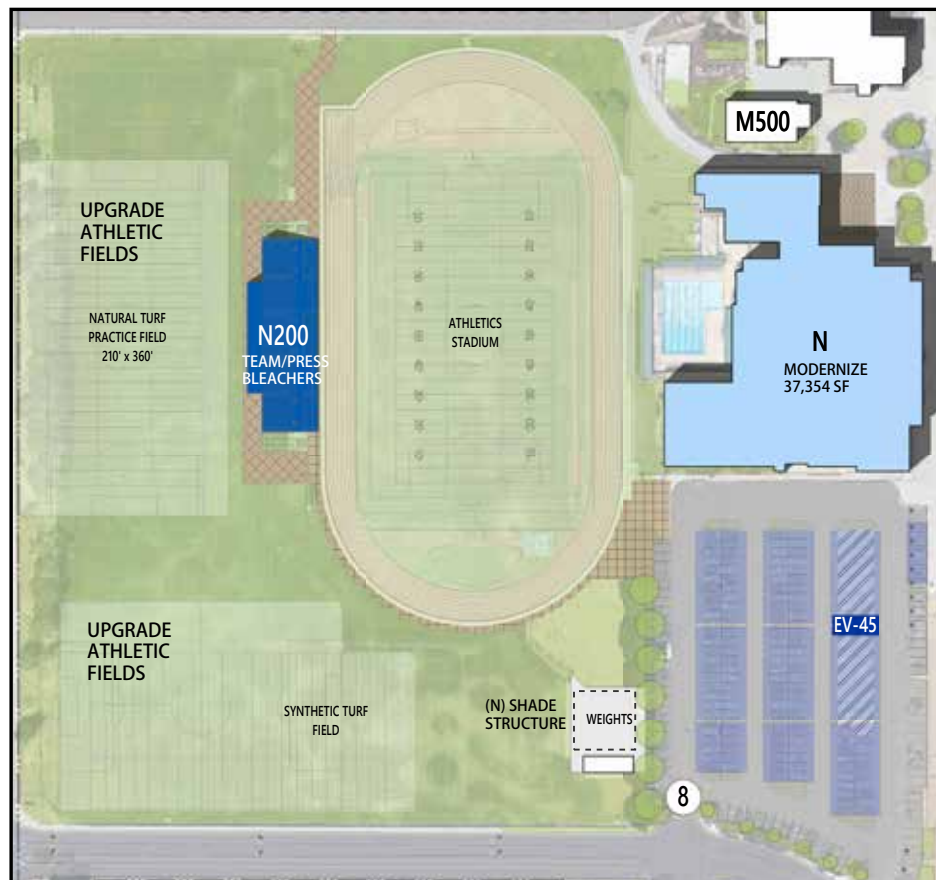 M500
UPGRADE
ATHLETIC
FIELDS
NATURAL TURF
PRACTICE FIELD
210' x 360'
N200
TEAM/PRESS
BLEACHERS
ATHLETICS
STADIUM
N
MODERNIZE
37,354 SF
EV-45
UPGRADE
ATHLETIC
FIELDS
SYNTHETIC TURF
FIELD
(N) SHADE
STRUCTURE
WEIGHTS
8